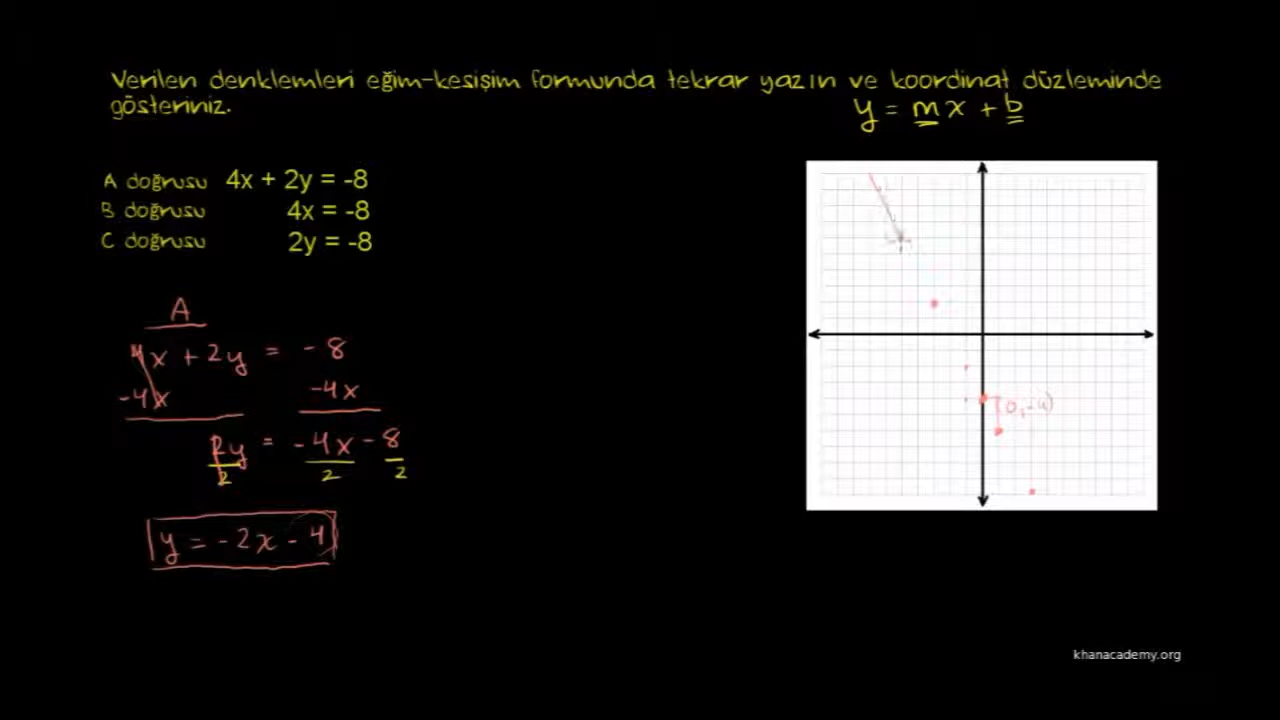 Verilen denklemleri eğim-kesişim formunda tekrar yazın ve koordinat düzleminde
gösteriniz.
y = mx + b
A doğrusu 4x + 2y = -8
B doğrusu 4x = -8
C doğrusu 2y = -8
A
4x + 2y = -8
-4x -4x
2y = -4x - 8
2 2 2
y = -2x - 4
(0,-4)
khanacademy.org